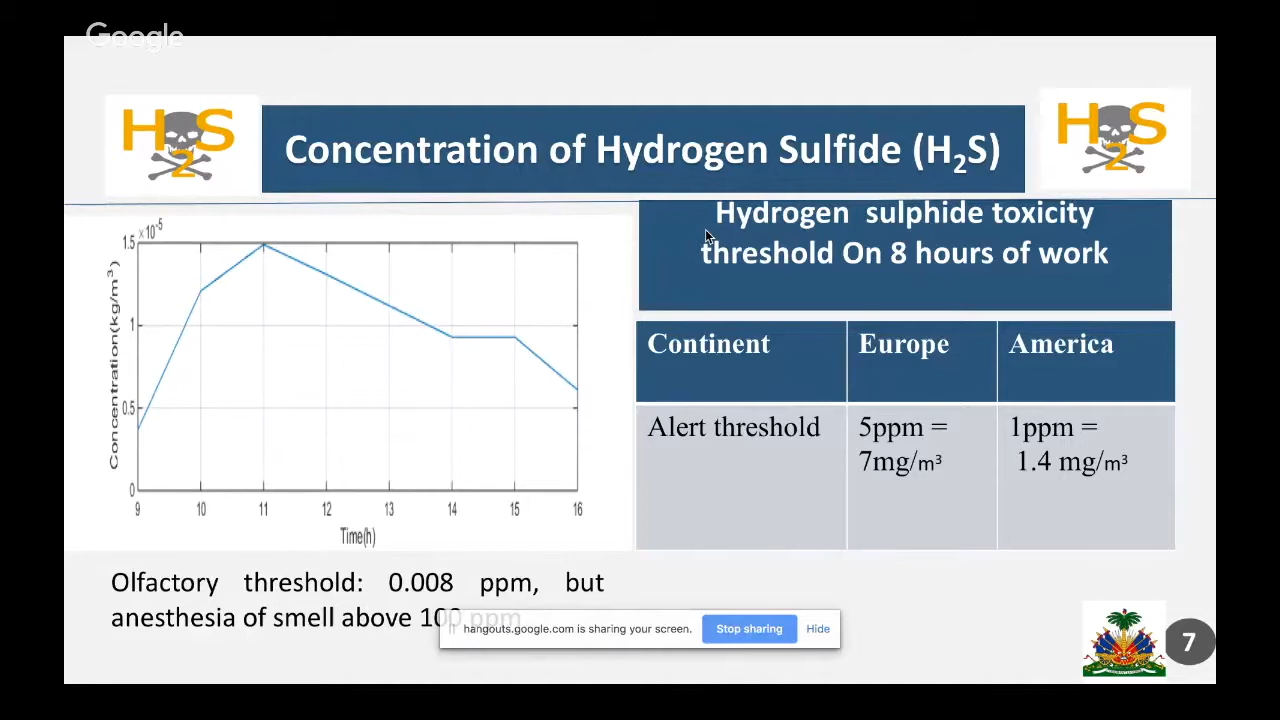 Google
H2S
Concentration of Hydrogen Sulfide (H₂S)
H2S
Hydrogen sulphide toxicity
threshold On 8 hours of work
×10⁻⁵
1.5
1
0.5
0
Concentration(kg/m³)
9 10 11 12 13 14 15 16
Time(h)
Continent Europe America
Alert threshold 5ppm = 1ppm =
7mg/m³ 1.4 mg/m³
Olfactory threshold: 0.008 ppm, but
anesthesia of smell above 100 ppm
hangouts.google.com is sharing your screen. Stop sharing Hide
7